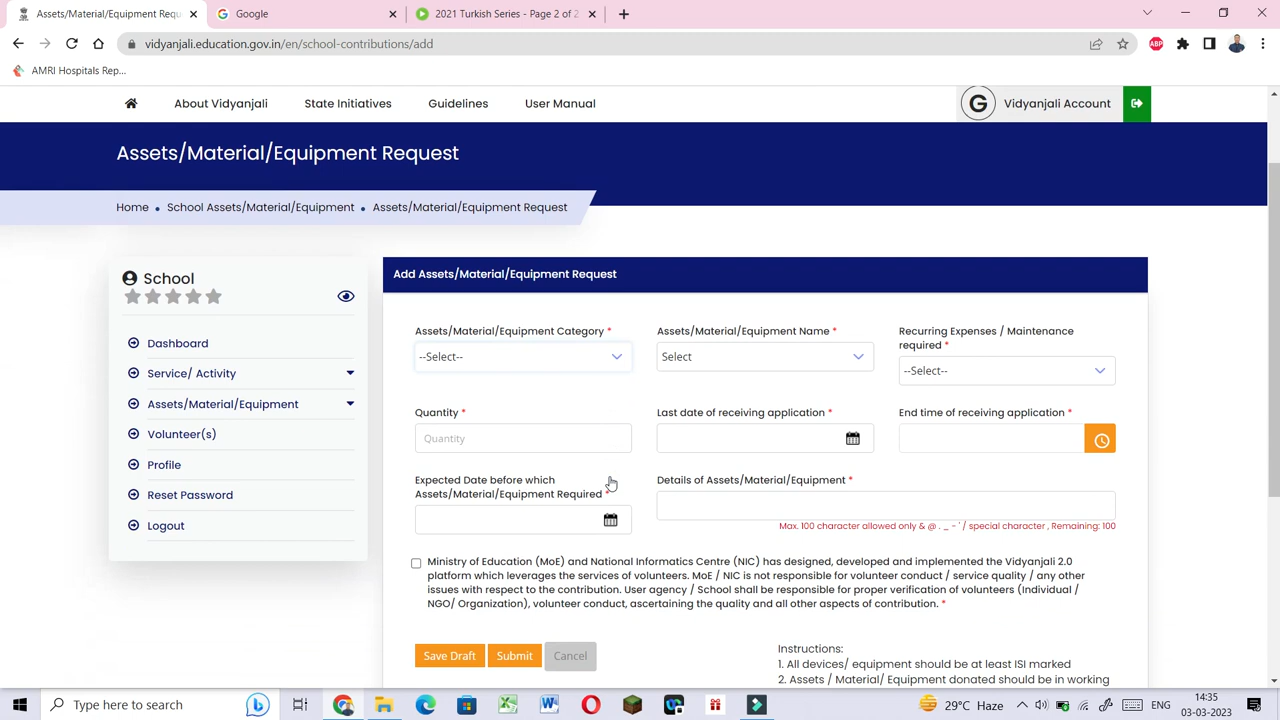 Assets/Material/Equipment Requ
Google
2021 Turkish Series - Page 2 of 2
vidyanjali.education.gov.in/en/school-contributions/add
ABP
AMRI Hospitals Rep...
About Vidyanjali
State Initiatives
Guidelines
User Manual
G
Vidyanjali Account
Assets/Material/Equipment Request
Home • School Assets/Material/Equipment • Assets/Material/Equipment Request
School
Dashboard
Service/ Activity
Assets/Material/Equipment
Volunteer(s)
Profile
Reset Password
Logout
Add Assets/Material/Equipment Request
Assets/Material/Equipment Category *
--Select--
Assets/Material/Equipment Name *
Select
Recurring Expenses / Maintenance
required *
--Select--
Quantity *
Quantity
Last date of receiving application *
End time of receiving application *
Expected Date before which
Assets/Material/Equipment Required *
Details of Assets/Material/Equipment *
Max. 100 character allowed only & @ . _ - ' / special character , Remaining: 100
Ministry of Education (MoE) and National Informatics Centre (NIC) has designed, developed and implemented the Vidyanjali 2.0
platform which leverages the services of volunteers. MoE / NIC is not responsible for volunteer conduct / service quality / any other
issues with respect to the contribution. User agency / School shall be responsible for proper verification of volunteers (Individual /
NGO/ Organization), volunteer conduct, ascertaining the quality and all other aspects of contribution. *
Save Draft
Submit
Cancel
Instructions:
1. All devices/ equipment should be at least ISI marked
2. Assets / Material/ Equipment donated should be in working
Type here to search
29°C Haze
ENG
14:35
03-03-2023